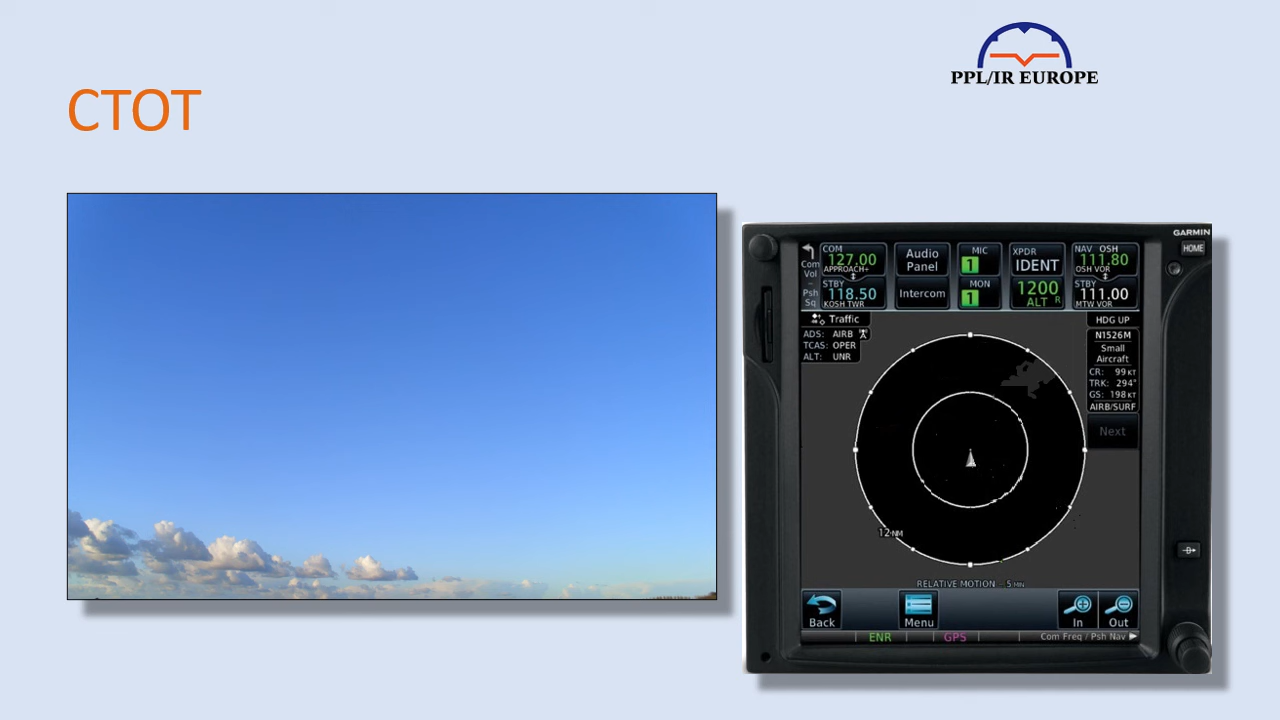 PPL/IR EUROPE
CTOT
GARMIN
HOME
Com
Vol
Psh
Sq
COM
127.00
APPROACH+
STBY
118.50
KOSH TWR
Audio
Panel
Intercom
MIC
1
MON
1
XPDR
IDENT
1200
ALT R
NAV OSH
111.80
OSH VOR
STBY
111.00
MTW VOR
Traffic
ADS: AIRB
TCAS: OPER
ALT: UNR
HDG UP
N1526M
Small
Aircraft
CR: 99KT
TRK: 294°
GS: 198KT
AIRB/SURF
Next
12NM
RELATIVE MOTION - 5 MIN
Back
Menu
In
Out
ENR
GPS
Com Freq / Psh Nav